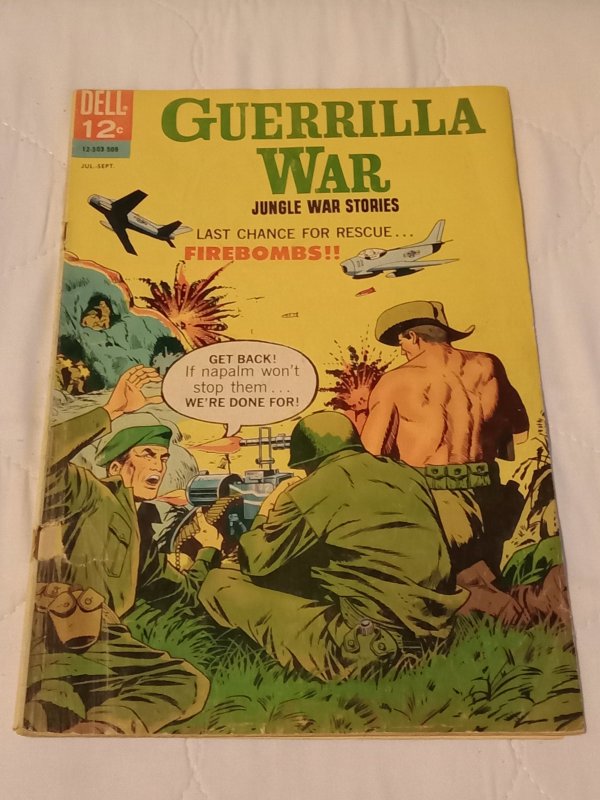 DELL
12¢
12-303 509
JUL.-SEPT.
GUERRILLA
WAR
JUNGLE WAR STORIES
LAST CHANCE FOR RESCUE...
FIREBOMBS!!
GET BACK!
If napalm won't
stop them...
WE'RE DONE FOR!